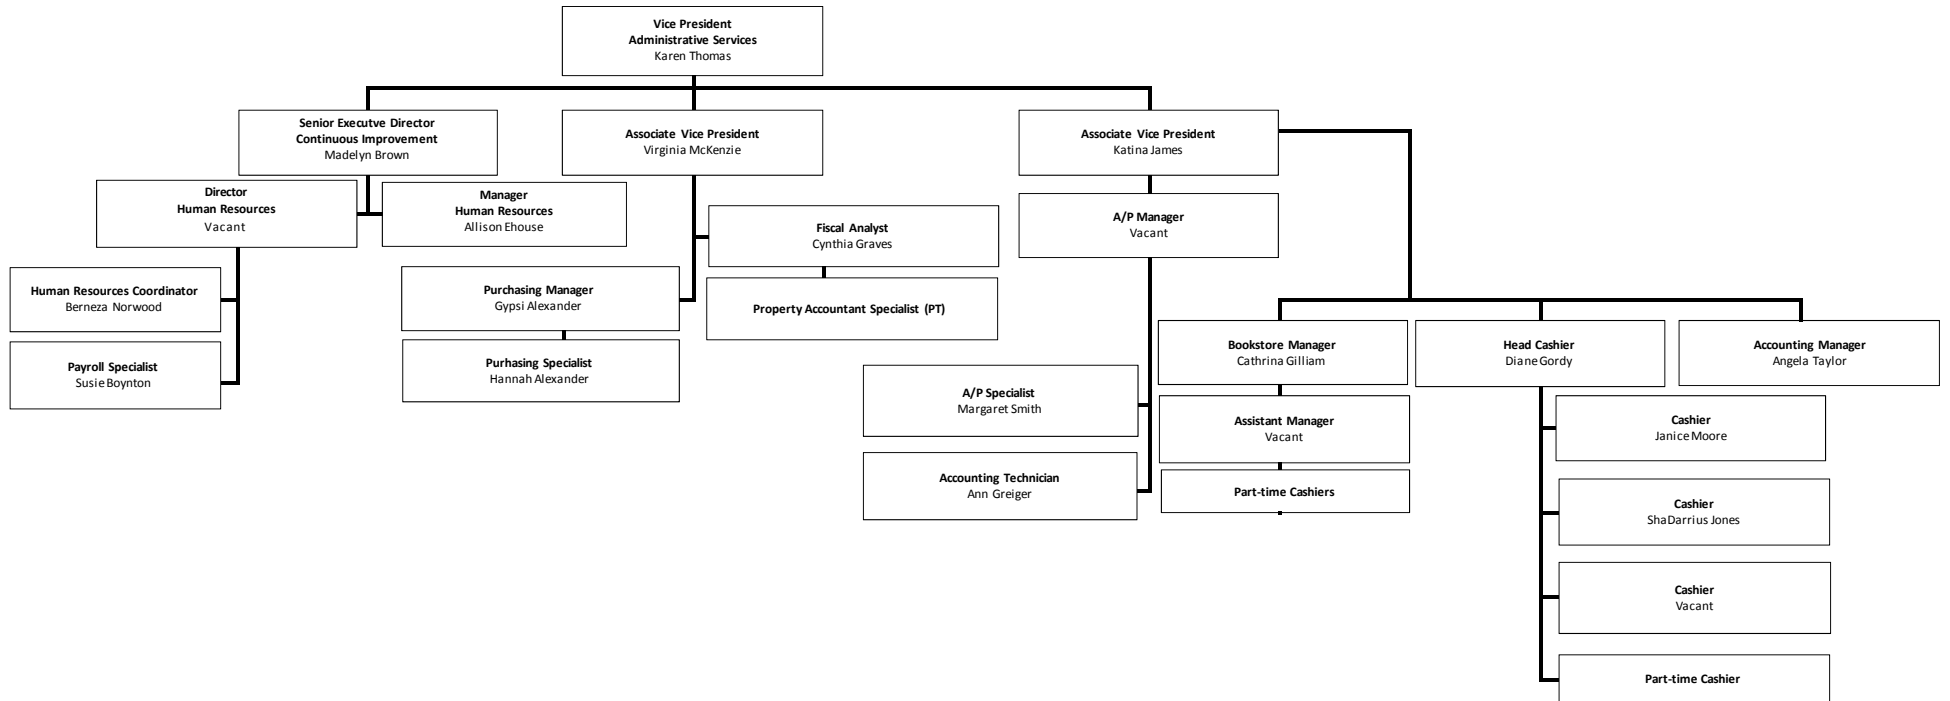 Vice President
Administrative Services
Karen Thomas
Senior Executve Director
Continuous Improvement
Madelyn Brown
Associate Vice President
Virginia McKenzie
Associate Vice President
Katina James
Director
Human Resources
Vacant
Manager
Human Resources
Allison Ehouse
Fiscal Analyst
Cynthia Graves
A/P Manager
Vacant
Human Resources Coordinator
Berneza Norwood
Purchasing Manager
Gypsi Alexander
Property Accountant Specialist (PT)
Payroll Specialist
Susie Boynton
Purhasing Specialist
Hannah Alexander
Bookstore Manager
Cathrina Gilliam
Head Cashier
Diane Gordy
Accounting Manager
Angela Taylor
A/P Specialist
Margaret Smith
Assistant Manager
Vacant
Cashier
Janice Moore
Accounting Technician
Ann Greiger
Part-time Cashiers
Cashier
ShaDarrius Jones
Cashier
Vacant
Part-time Cashier